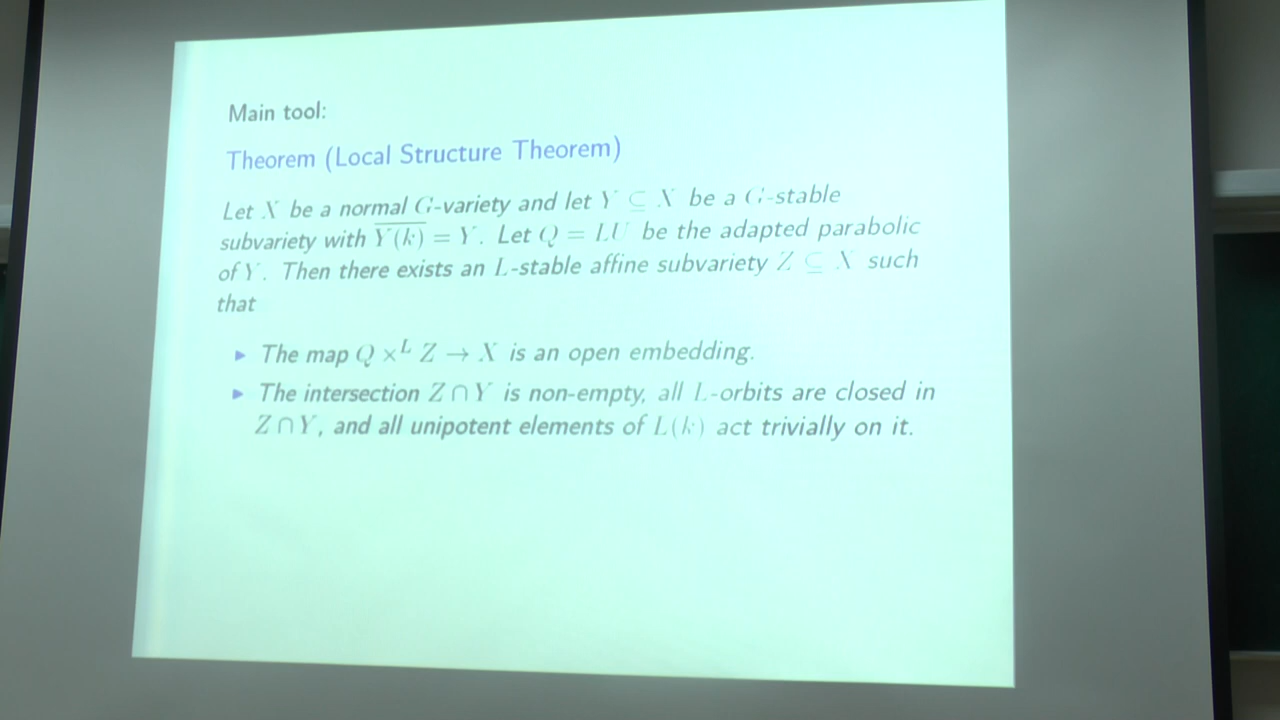 Main tool:
Theorem (Local Structure Theorem)
Let X be a normal G-variety and let Y ⊆ X be a G-stable
subvariety with \overline{Y(k)} = Y. Let Q = LU be the adapted parabolic
of Y. Then there exists an L-stable affine subvariety Z ⊆ X such
that
▶ The map Q ×^L Z → X is an open embedding.
▶ The intersection Z ∩ Y is non-empty, all L-orbits are closed in
Z ∩ Y, and all unipotent elements of L(k) act trivially on it.